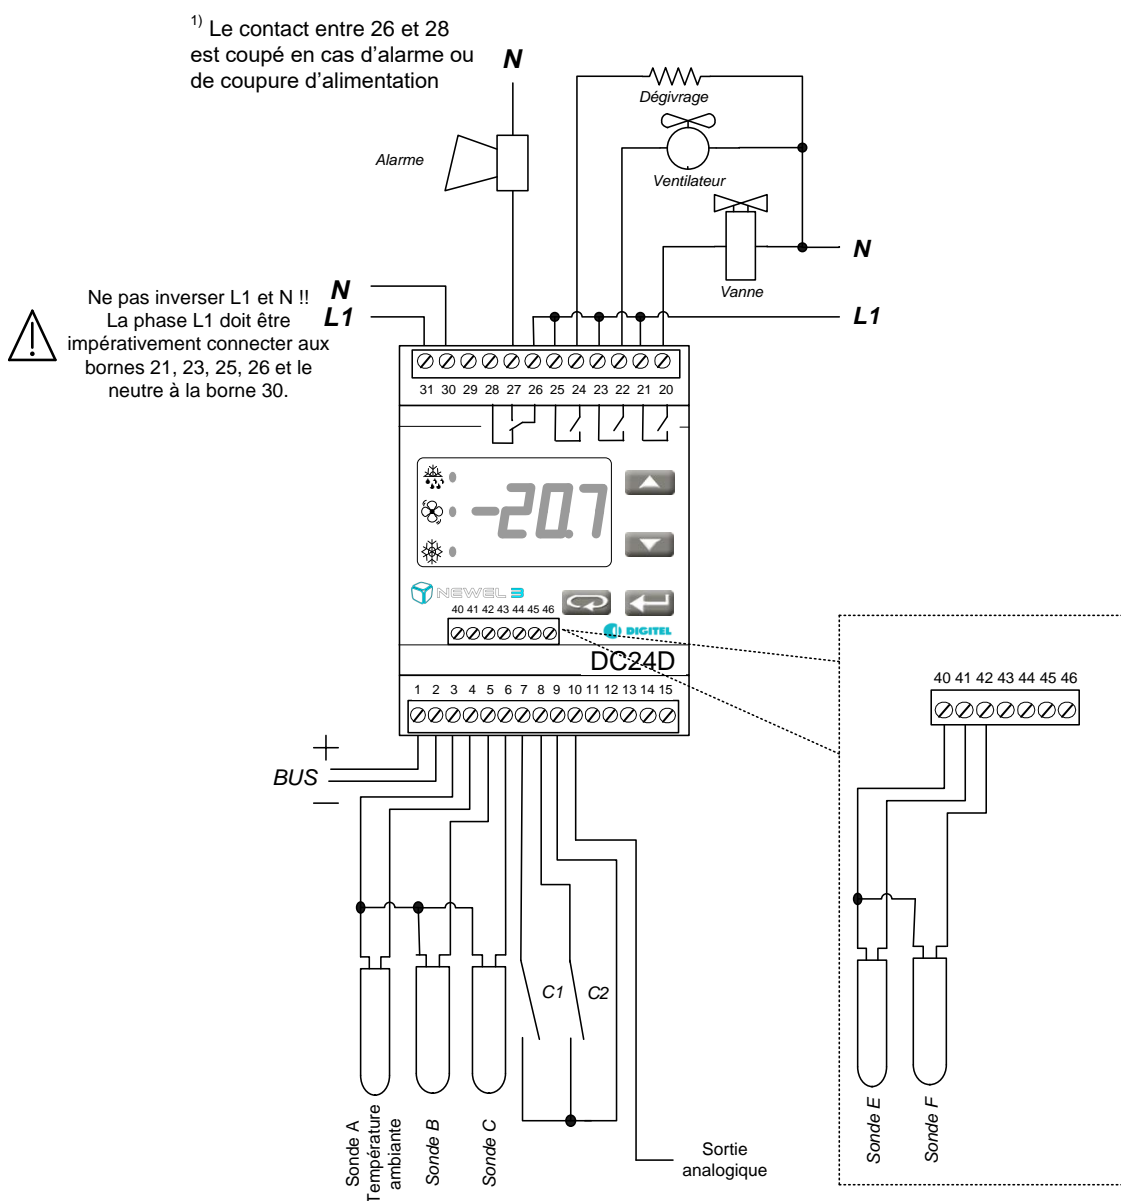 1) Le contact entre 26 et 28
est coupé en cas d'alarme ou
de coupure d'alimentation
N
Dégivrage
Alarme
Ventilateur
N
Vanne
Ne pas inverser L1 et N !!
La phase L1 doit être
impérativement connecter aux
bornes 21, 23, 25, 26 et le
neutre à la borne 30.
N
L1
L1
31 30 29 28 27 26 25 24 23 22 21 20
-20.7
NEWEL 3
40 41 42 43 44 45 46
DIGITEL
DC24D
1 2 3 4 5 6 7 8 9 10 11 12 13 14 15
+
BUS
—
40 41 42 43 44 45 46
C1
C2
Sonde A
Température
ambiante
Sonde B
Sonde C
Sortie
analogique
Sonde E
Sonde F